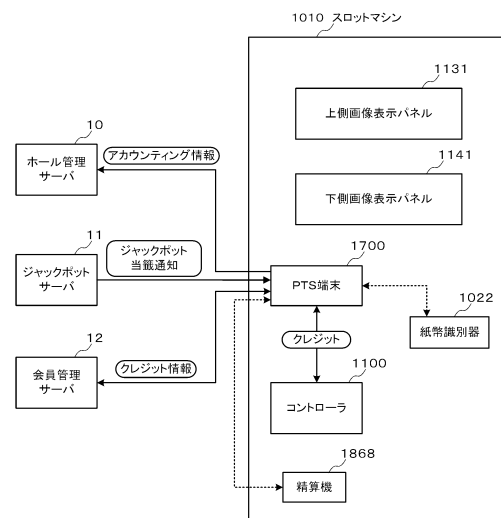 1010 スロットマシン
1131
上側画像表示パネル
10
ホール管理
サーバ
アカウンティング情報
1141
下側画像表示パネル
11
ジャックポット
サーバ
ジャックポット
当籤通知
1700
PTS端末
1022
紙幣識別器
クレジット
12
会員管理
サーバ
クレジット情報
1100
コントローラ
1868
精算機